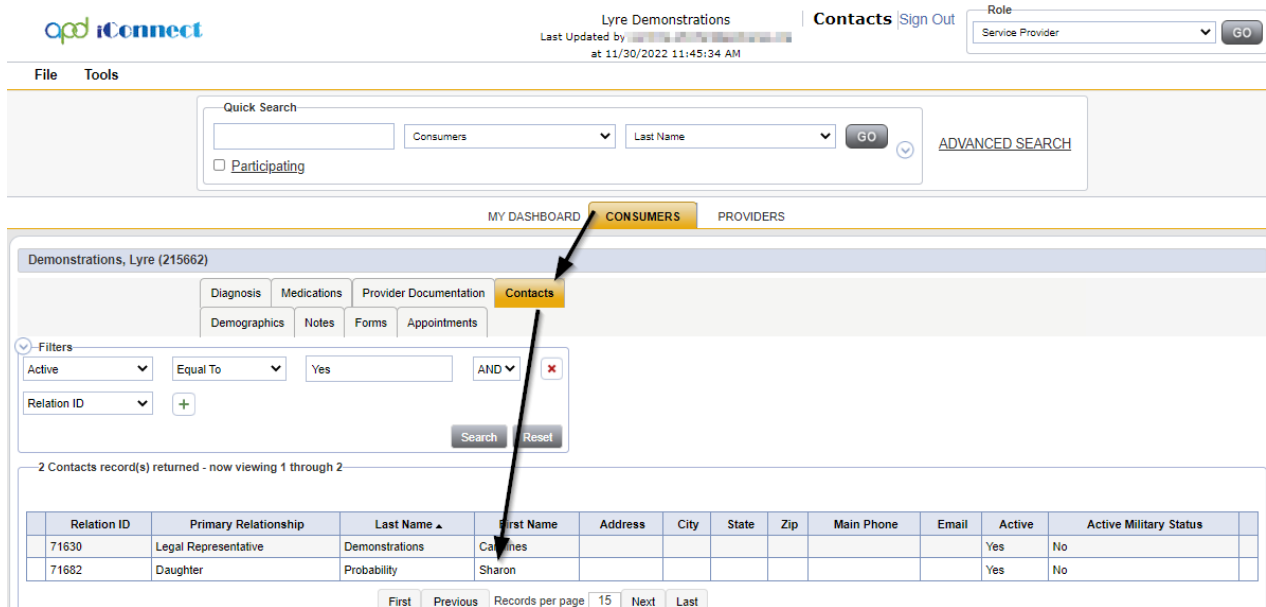 apd iConnect
Lyre Demonstrations
Last Updated by
at 11/30/2022 11:45:34 AM
Contacts Sign Out
Role
Service Provider GO
File Tools
Quick Search
Consumers Last Name GO
ADVANCED SEARCH
Participating
MY DASHBOARD CONSUMERS PROVIDERS
Demonstrations, Lyre (215662)
Diagnosis Medications Provider Documentation Contacts
Demographics Notes Forms Appointments
Filters
Active Equal To Yes AND
Relation ID +
Search Reset
2 Contacts record(s) returned - now viewing 1 through 2
Relation ID Primary Relationship Last Name First Name Address City State Zip Main Phone Email Active Active Military Status
71630 Legal Representative Demonstrations Yes No
71682 Daughter Probability Sharon Yes No
First Previous Records per page 15 Next Last